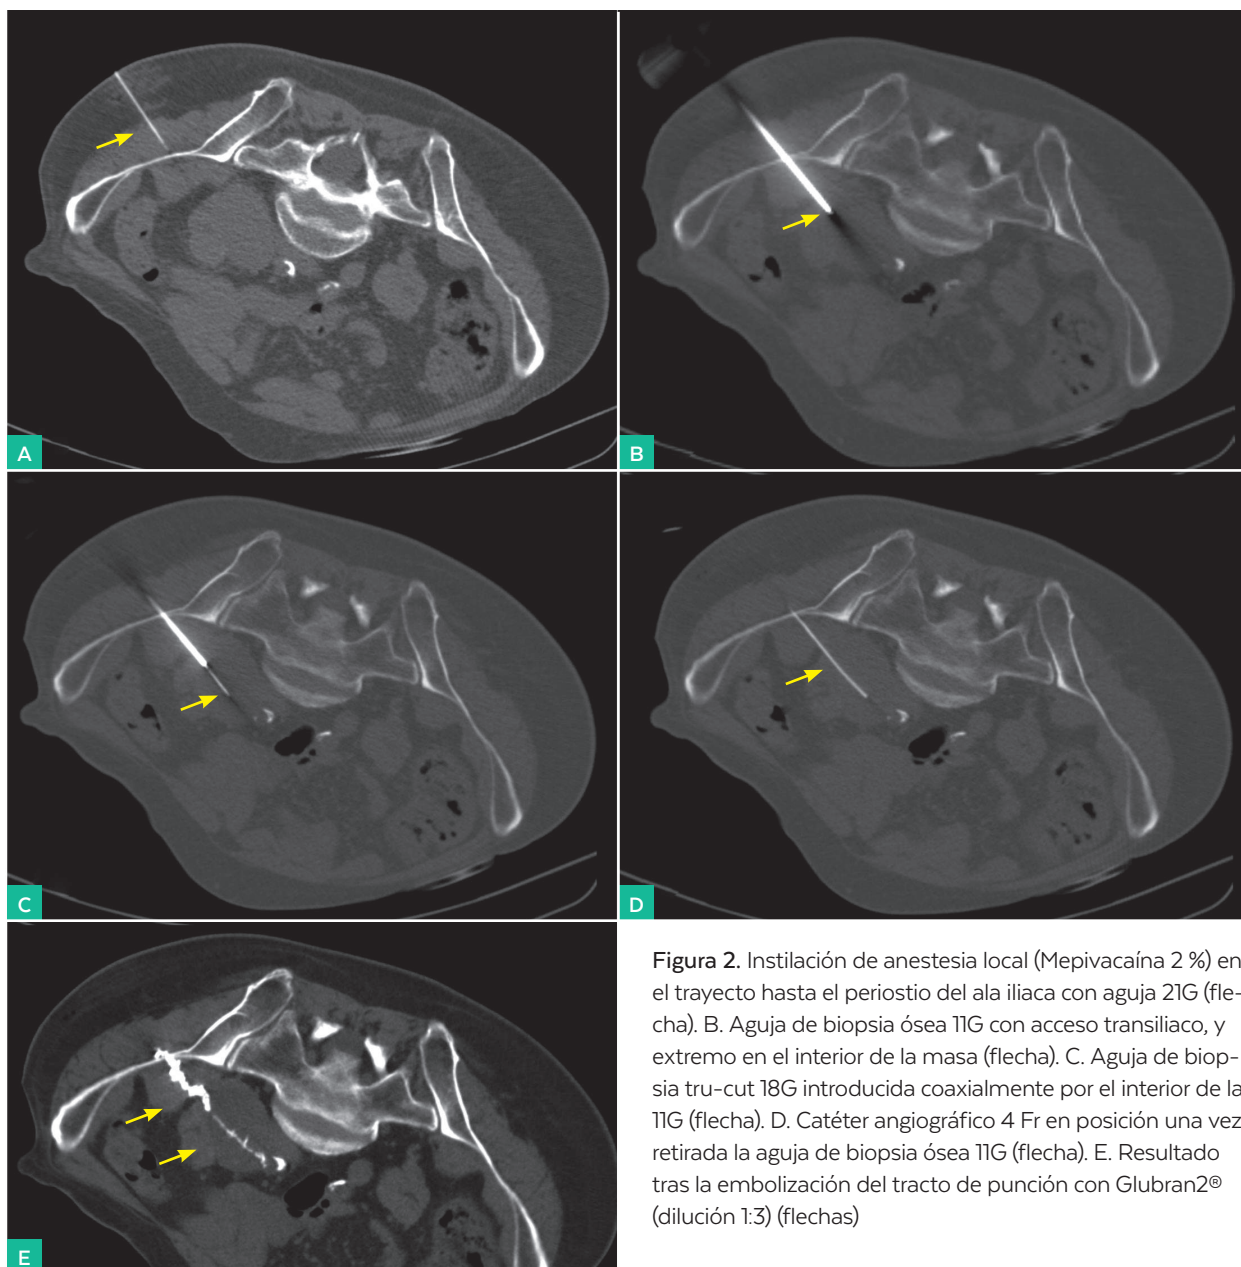 A
B
C
D
E
Figura 2. Instilación de anestesia local (Mepivacaína 2 %) en
el trayecto hasta el periostio del ala iliaca con aguja 21G (fle-
cha). B. Aguja de biopsia ósea 11G con acceso transiliaco, y
extremo en el interior de la masa (flecha). C. Aguja de biop-
sia tru-cut 18G introducida coaxialmente por el interior de la
11G (flecha). D. Catéter angiográfico 4 Fr en posición una vez
retirada la aguja de biopsia ósea 11G (flecha). E. Resultado
tras la embolización del tracto de punción con Glubran2®
(dilución 1:3) (flechas)